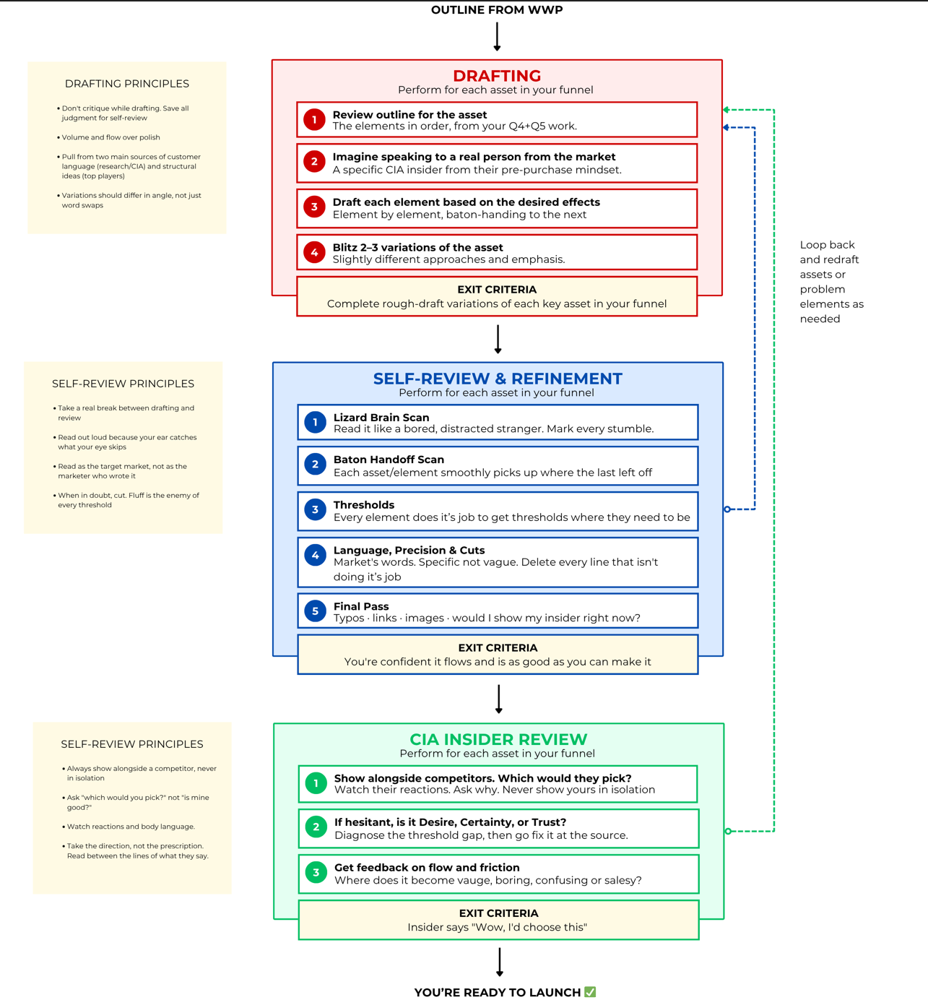 OUTLINE FROM WWP
DRAFTING PRINCIPLES
• Don't critique while drafting. Save all
judgment for self-review
• Volume and flow over polish
• Pull from two main sources of customer
language (research/CIA) and structural
ideas (top players)
• Variations should differ in angle, not just
word swaps
DRAFTING
Perform for each asset in your funnel
1
Review outline for the asset
The elements in order, from your Q4+Q5 work.
2
Imagine speaking to a real person from the market
A specific CIA insider from their pre-purchase mindset.
3
Draft each element based on the desired effects
Element by element, baton-handing to the next
4
Blitz 2–3 variations of the asset
Slightly different approaches and emphasis.
EXIT CRITERIA
Complete rough-draft variations of each key asset in your funnel
Loop back
and redraft
assets or
problem
elements as
needed
SELF-REVIEW PRINCIPLES
• Take a real break between drafting and
review
• Read out loud because your ear catches
what your eye skips
• Read as the target market, not as the
marketer who wrote it
• When in doubt, cut. Fluff is the enemy of
every threshold
SELF-REVIEW & REFINEMENT
Perform for each asset in your funnel
1
Lizard Brain Scan
Read it like a bored, distracted stranger. Mark every stumble.
2
Baton Handoff Scan
Each asset/element smoothly picks up where the last left off
3
Thresholds
Every element does it’s job to get thresholds where they need to be
4
Language, Precision & Cuts
Market's words. Specific not vague. Delete every line that isn't
doing it’s job
5
Final Pass
Typos · links · images · would I show my insider right now?
EXIT CRITERIA
You're confident it flows and is as good as you can make it
SELF-REVIEW PRINCIPLES
• Always show alongside a competitor, never
in isolation
• Ask "which would you pick?" not "is mine
good?"
• Watch reactions and body language.
• Take the direction, not the prescription.
Read between the lines of what they say.
CIA INSIDER REVIEW
Perform for each asset in your funnel
1
Show alongside competitors. Which would they pick?
Watch their reactions. Ask why. Never show yours in isolation
2
If hesitant, is it Desire, Certainty, or Trust?
Diagnose the threshold gap, then go fix it at the source.
3
Get feedback on flow and friction
Where does it become vauge, boring, confusing or salesy?
EXIT CRITERIA
Insider says "Wow, I'd choose this"
YOU’RE READY TO LAUNCH ✅